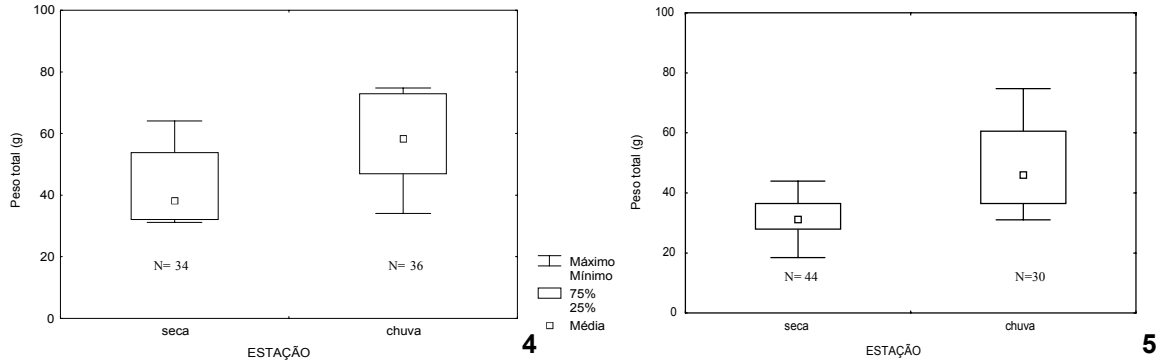 100
80
60
40
20
0
Peso total (g)
N= 34
N= 36
seca
chuva
ESTAÇÃO
4
Máximo
Mínimo
75%
25%
Média
100
80
60
40
20
0
Peso total (g)
N= 44
N=30
seca
chuva
ESTAÇÃO
5